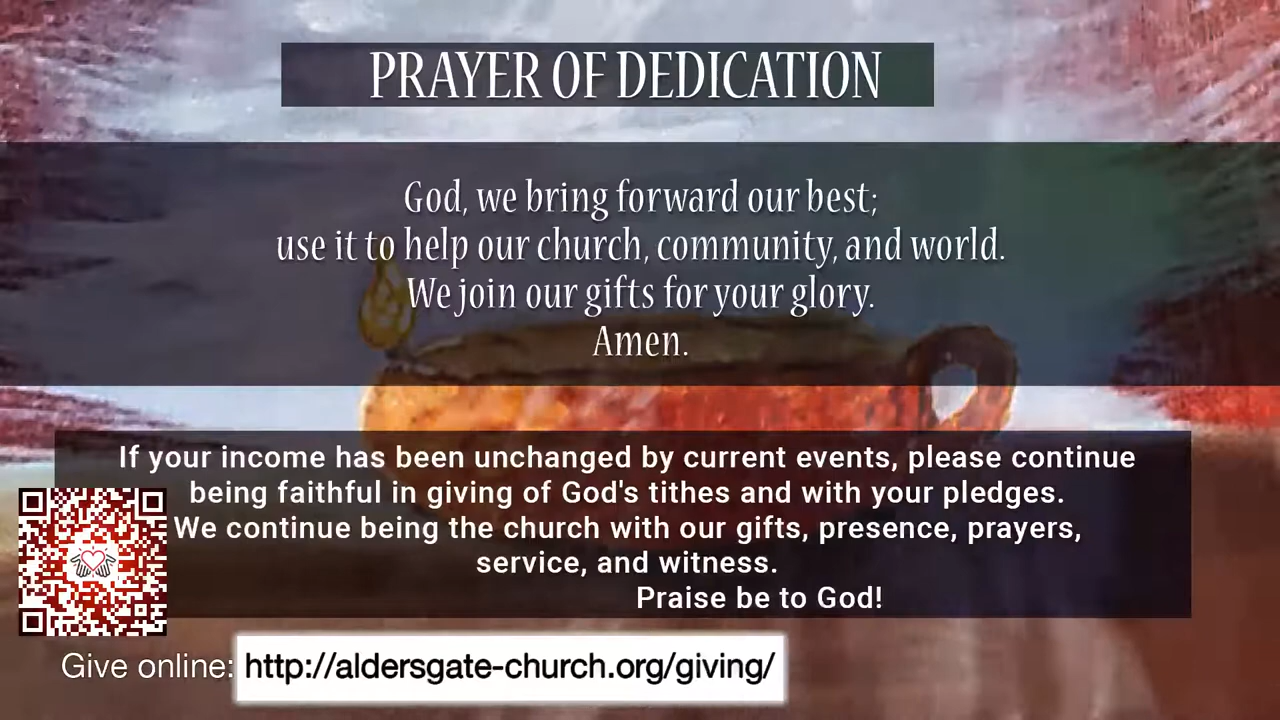 PRAYER OF DEDICATION
God, we bring forward our best;
use it to help our church, community, and world.
We join our gifts for your glory.
Amen.
If your income has been unchanged by current events, please continue
being faithful in giving of God's tithes and with your pledges.
We continue being the church with our gifts, presence, prayers,
service, and witness.
Praise be to God!
Give online: http://aldersgate-church.org/giving/